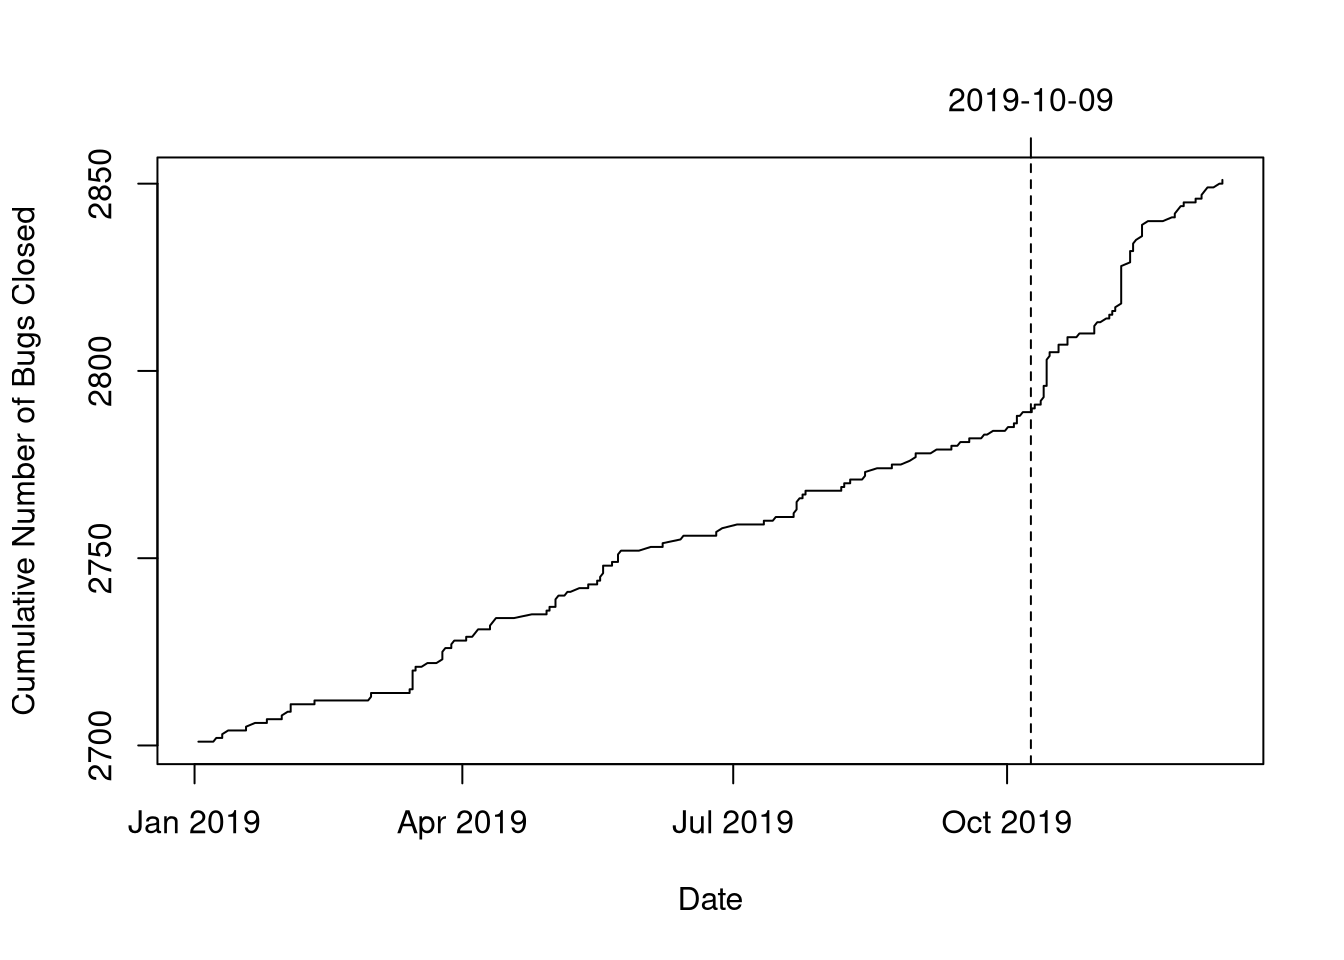 2019-10-09
Cumulative Number of Bugs Closed
2850
2800
2750
2700
Jan 2019
Apr 2019
Jul 2019
Oct 2019
Date